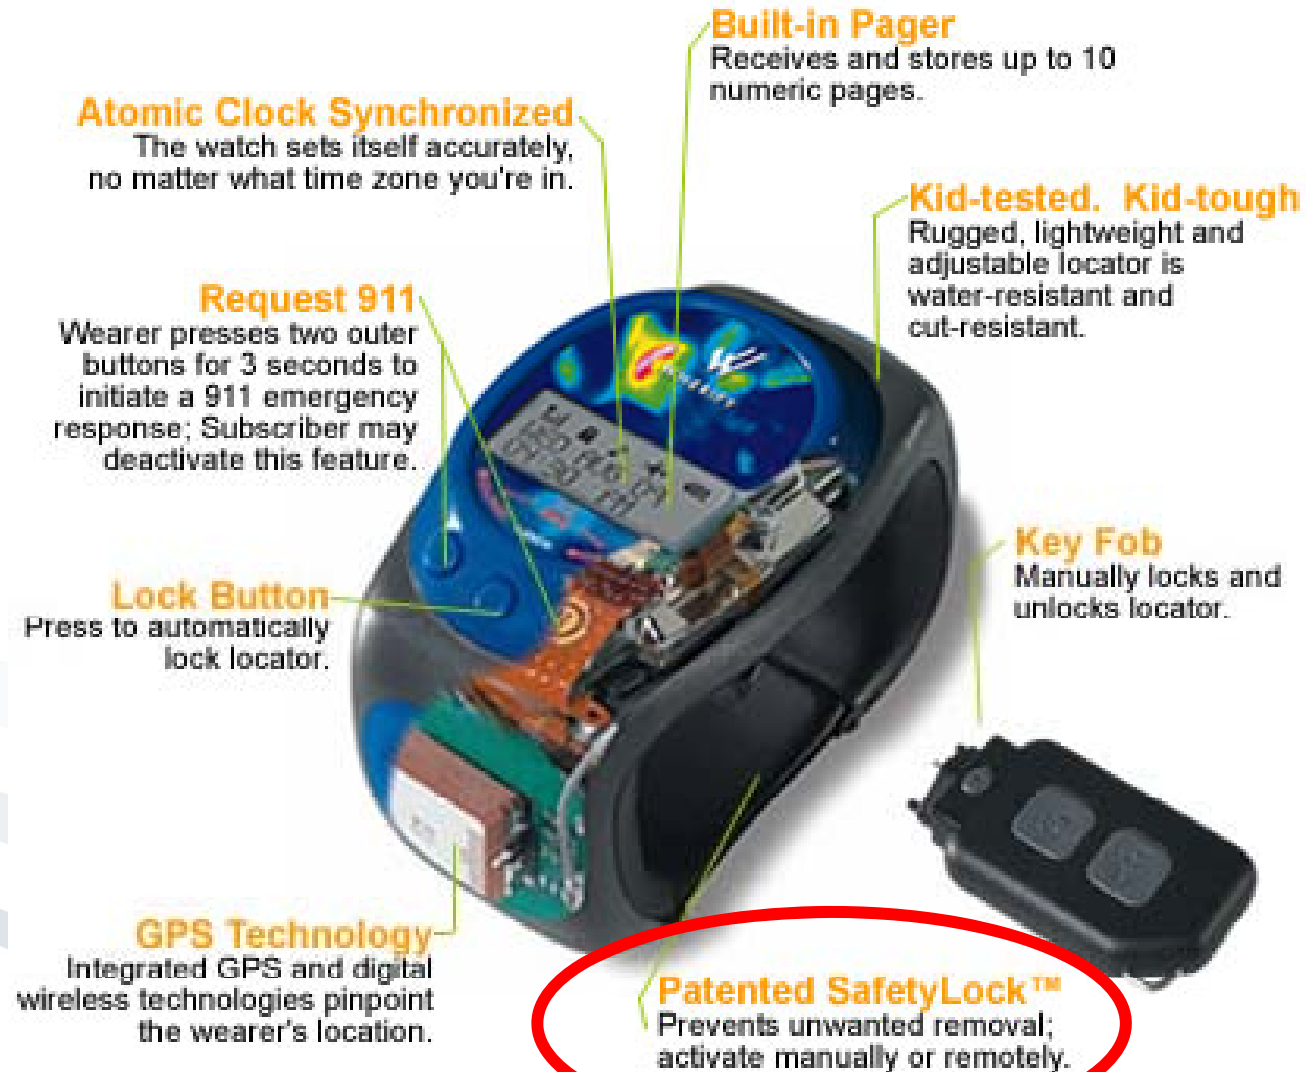 Built-in Pager
Receives and stores up to 10
numeric pages.
Atomic Clock Synchronized
The watch sets itself accurately,
no matter what time zone you're in.
Kid-tested. Kid-tough
Rugged, lightweight and
adjustable locator is
water-resistant and
cut-resistant.
Request 911
Wearer presses two outer
buttons for 3 seconds to
initiate a 911 emergency
response; Subscriber may
deactivate this feature.
Key Fob
Manually locks and
unlocks locator.
Lock Button
Press to automatically
lock locator.
GPS Technology
Integrated GPS and digital
wireless technologies pinpoint
the wearer's location.
Patented SafetyLock™
Prevents unwanted removal;
activate manually or remotely.